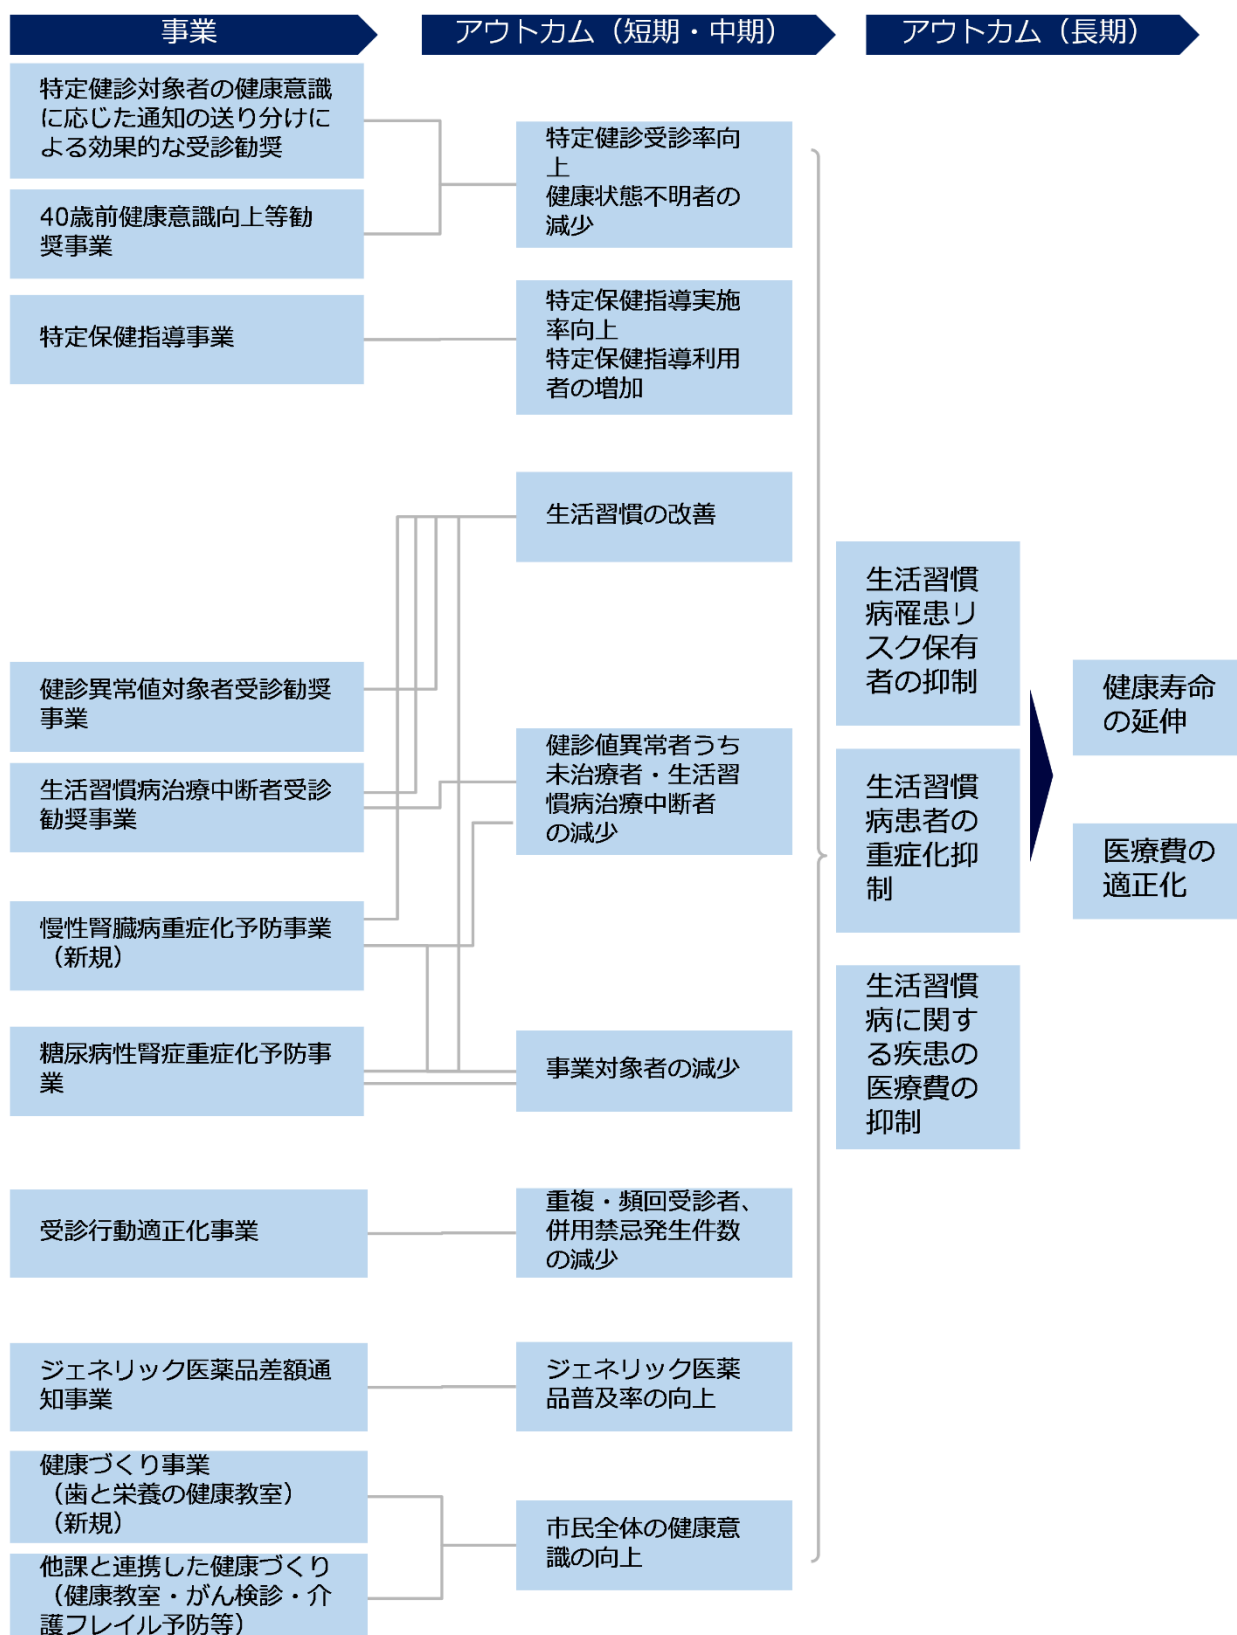 事業
アウトカム（短期・中期）
アウトカム（長期）
特定健診対象者の健康意識
に応じた通知の送り分けに
よる効果的な受診勧奨
40歳前健康意識向上等勧
奨事業
特定保健指導事業
健診異常値対象者受診勧奨
事業
生活習慣病治療中断者受診
勧奨事業
慢性腎臓病重症化予防事業
（新規）
糖尿病性腎症重症化予防事
業
受診行動適正化事業
ジェネリック医薬品差額通
知事業
健康づくり事業
（歯と栄養の健康教室）
（新規）
他課と連携した健康づくり
（健康教室・がん検診・介
護フレイル予防等）
特定健診受診率向
上
健康状態不明者の
減少
特定保健指導実施
率向上
特定保健指導利用
者の増加
生活習慣の改善
健診値異常者うち
未治療者・生活習
慣病治療中断者
の減少
事業対象者の減少
重複・頻回受診者、
併用禁忌発生件数
の減少
ジェネリック医薬
品普及率の向上
市民全体の健康意
識の向上
生活習慣
病罹患リ
スク保有
者の抑制
生活習慣
病患者の
重症化抑
制
生活習慣
病に関す
る疾患の
医療費の
抑制
健康寿命
の延伸
医療費の
適正化